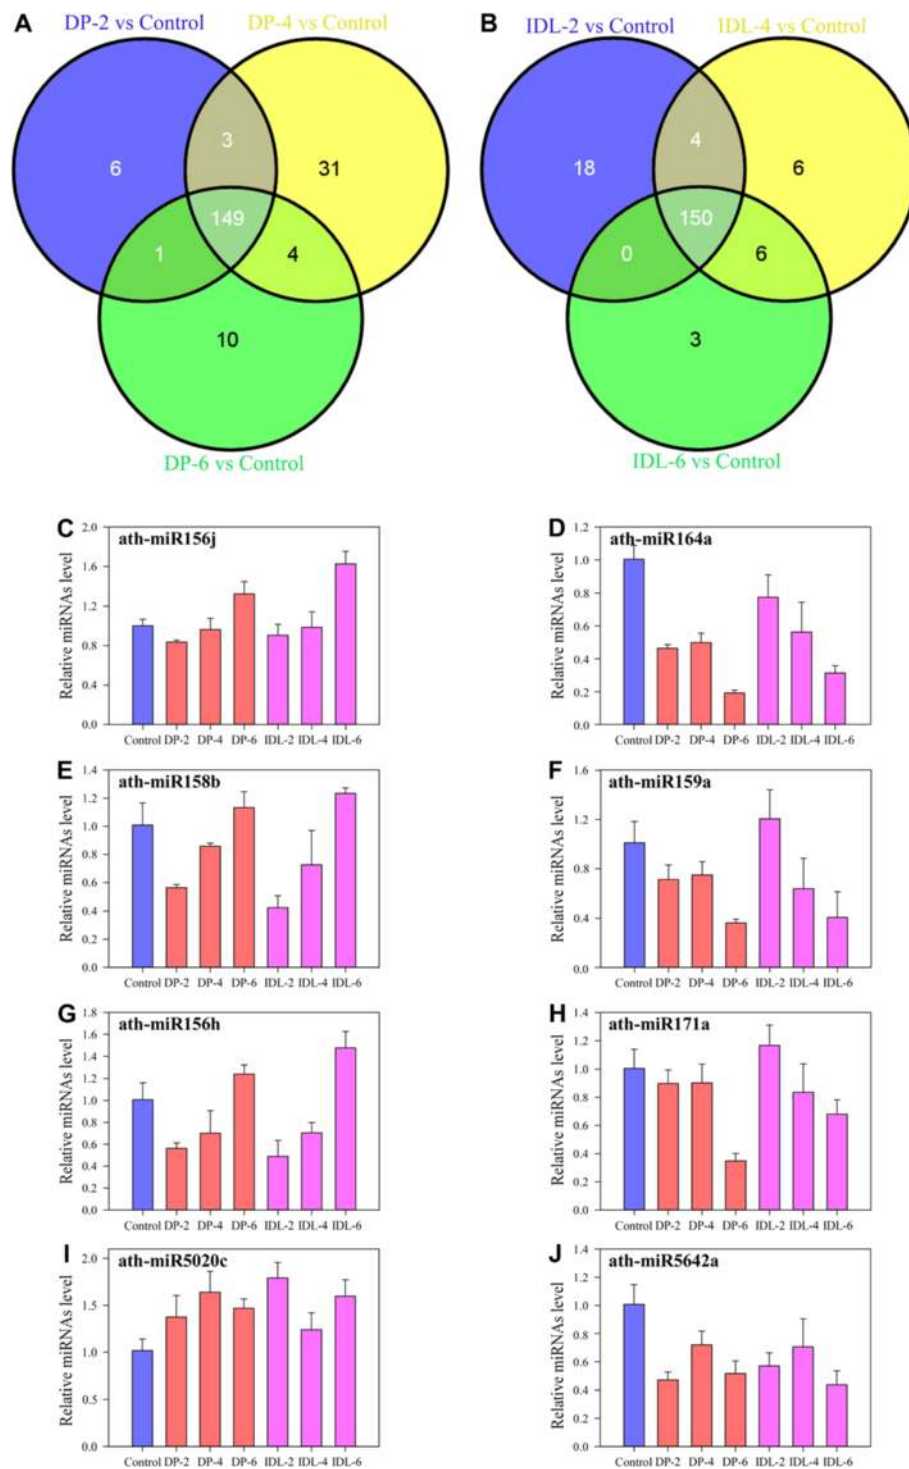 A DP-2 vs Control DP-4 vs Control
6 3 31
149
1 4
10
DP-6 vs Control
B IDL-2 vs Control IDL-4 vs Control
18 4 6
150
0 6
3
IDL-6 vs Control
C
ath-miR156j
Relative miRNAs level
2.0
1.6
1.2
0.8
0.4
0.0
Control DP-2 DP-4 DP-6 IDL-2 IDL-4 IDL-6
D
ath-miR164a
Relative miRNAs level
1.2
1.0
0.8
0.6
0.4
0.2
0.0
Control DP-2 DP-4 DP-6 IDL-2 IDL-4 IDL-6
E
ath-miR158b
Relative miRNAs level
1.4
1.2
1.0
0.8
0.6
0.4
0.2
0.0
Control DP-2 DP-4 DP-6 IDL-2 IDL-4 IDL-6
F
ath-miR159a
Relative miRNAs level
1.6
1.2
0.8
0.4
0.0
Control DP-2 DP-4 DP-6 IDL-2 IDL-4 IDL-6
G
ath-miR156h
Relative miRNAs level
1.8
1.6
1.4
1.2
1.0
0.8
0.6
0.4
0.2
0.0
Control DP-2 DP-4 DP-6 IDL-2 IDL-4 IDL-6
H
ath-miR171a
Relative miRNAs level
1.4
1.2
1.0
0.8
0.6
0.4
0.2
0.0
Control DP-2 DP-4 DP-6 IDL-2 IDL-4 IDL-6
I
ath-miR5020c
Relative miRNAs level
2.0
1.5
1.0
0.5
0.0
Control DP-2 DP-4 DP-6 IDL-2 IDL-4 IDL-6
J
ath-miR5642a
Relative miRNAs level
1.4
1.2
1.0
0.8
0.6
0.4
0.2
0.0
Control DP-2 DP-4 DP-6 IDL-2 IDL-4 IDL-6